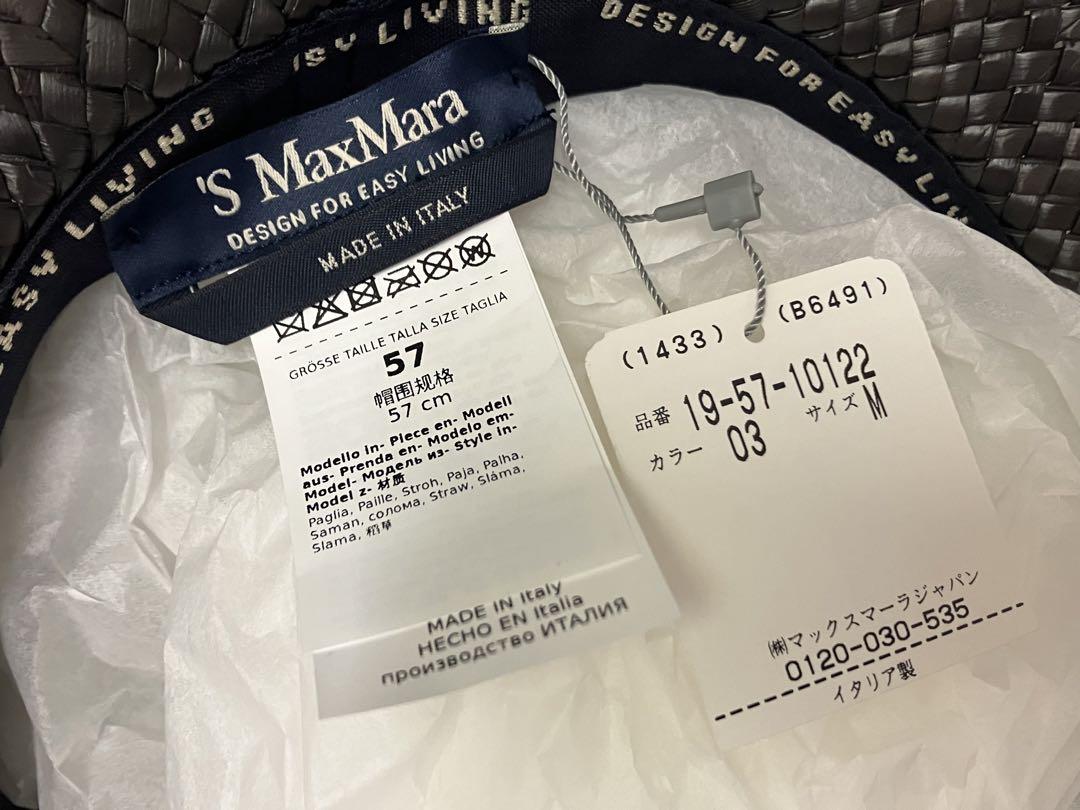 ISY LIVING
DESIGN FOR EASY LIV
EASY LIVING
'S MaxMara
DESIGN FOR EASY LIVING
MADE IN ITALY
GRÖSSE TAILLE TALLA SIZE TAGLIA
57
帽围规格
57 cm
Modello in- Piece en- Modell
aus- Prenda en- Modelo em-
Model- Модель из- Style in-
Model z- 材质
Paglia, Paille, Stroh, Paja, Palha,
Saman, солома, Straw, Sláma,
Slama, 稻草
MADE IN Italy
HECHO EN Italia
производство ИТАЛИЯ
(1433) (B6491)
品番 19-57-10122
カラー 03 サイズ M
㈱マックスマーラジャパン
0120-030-535
イタリア製